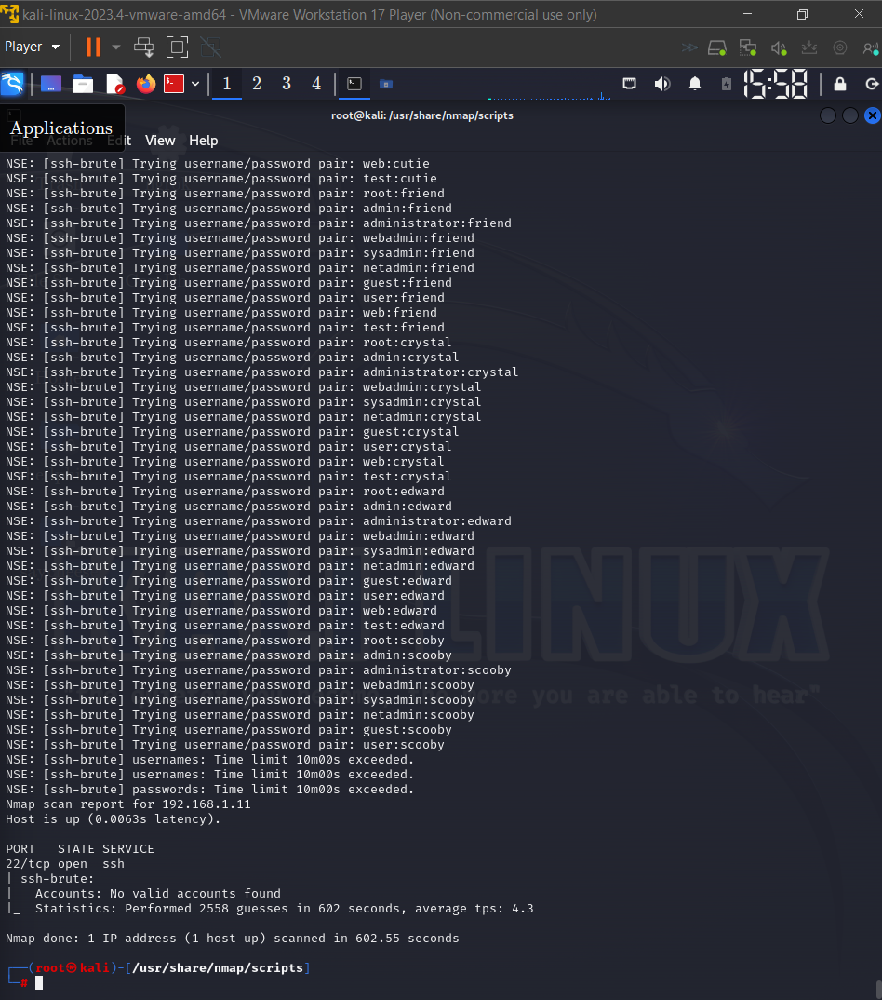 kali-linux-2023.4-vmware-amd64 - VMware Workstation 17 Player (Non-commercial use only)
Player
1 2 3 4 15:58
root@kali: /usr/share/nmap/scripts
Applications
File Actions Edit View Help
NSE: [ssh-brute] Trying username/password pair: web:cutie
NSE: [ssh-brute] Trying username/password pair: test:cutie
NSE: [ssh-brute] Trying username/password pair: root:friend
NSE: [ssh-brute] Trying username/password pair: admin:friend
NSE: [ssh-brute] Trying username/password pair: administrator:friend
NSE: [ssh-brute] Trying username/password pair: webadmin:friend
NSE: [ssh-brute] Trying username/password pair: sysadmin:friend
NSE: [ssh-brute] Trying username/password pair: netadmin:friend
NSE: [ssh-brute] Trying username/password pair: guest:friend
NSE: [ssh-brute] Trying username/password pair: user:friend
NSE: [ssh-brute] Trying username/password pair: web:friend
NSE: [ssh-brute] Trying username/password pair: test:friend
NSE: [ssh-brute] Trying username/password pair: root:crystal
NSE: [ssh-brute] Trying username/password pair: admin:crystal
NSE: [ssh-brute] Trying username/password pair: administrator:crystal
NSE: [ssh-brute] Trying username/password pair: webadmin:crystal
NSE: [ssh-brute] Trying username/password pair: sysadmin:crystal
NSE: [ssh-brute] Trying username/password pair: netadmin:crystal
NSE: [ssh-brute] Trying username/password pair: guest:crystal
NSE: [ssh-brute] Trying username/password pair: user:crystal
NSE: [ssh-brute] Trying username/password pair: web:crystal
NSE: [ssh-brute] Trying username/password pair: test:crystal
NSE: [ssh-brute] Trying username/password pair: root:edward
NSE: [ssh-brute] Trying username/password pair: admin:edward
NSE: [ssh-brute] Trying username/password pair: administrator:edward
NSE: [ssh-brute] Trying username/password pair: webadmin:edward
NSE: [ssh-brute] Trying username/password pair: sysadmin:edward
NSE: [ssh-brute] Trying username/password pair: netadmin:edward
NSE: [ssh-brute] Trying username/password pair: guest:edward
NSE: [ssh-brute] Trying username/password pair: user:edward
NSE: [ssh-brute] Trying username/password pair: web:edward
NSE: [ssh-brute] Trying username/password pair: test:edward
NSE: [ssh-brute] Trying username/password pair: root:scooby
NSE: [ssh-brute] Trying username/password pair: admin:scooby
NSE: [ssh-brute] Trying username/password pair: administrator:scooby
NSE: [ssh-brute] Trying username/password pair: webadmin:scooby
NSE: [ssh-brute] Trying username/password pair: sysadmin:scooby
NSE: [ssh-brute] Trying username/password pair: netadmin:scooby
NSE: [ssh-brute] Trying username/password pair: guest:scooby
NSE: [ssh-brute] Trying username/password pair: user:scooby
NSE: [ssh-brute] usernames: Time limit 10m00s exceeded.
NSE: [ssh-brute] usernames: Time limit 10m00s exceeded.
NSE: [ssh-brute] passwords: Time limit 10m00s exceeded.
Nmap scan report for 192.168.1.11
Host is up (0.0063s latency).
PORT   STATE SERVICE
22/tcp open  ssh
| ssh-brute:
|   Accounts: No valid accounts found
|_  Statistics: Performed 2558 guesses in 602 seconds, average tps: 4.3
Nmap done: 1 IP address (1 host up) scanned in 602.55 seconds
┌──(root㉿kali)-[/usr/share/nmap/scripts]
└─#
LINUX
more you are able to hear"